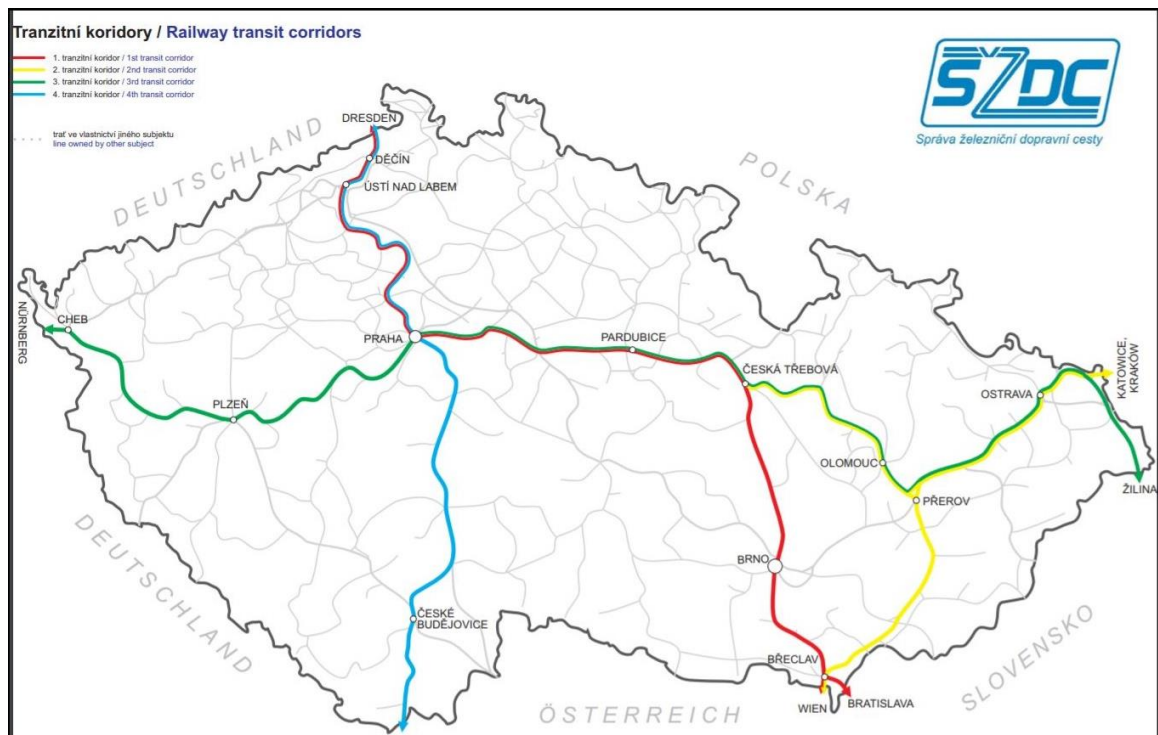 Tranzitní koridory / Railway transit corridors
1. tranzitní koridor / 1st transit corridor
2. tranzitní koridor / 2nd transit corridor
3. tranzitní koridor / 3rd transit corridor
4. tranzitní koridor / 4th transit corridor
trať ve vlastnictví jiného subjektu
line owned by other subject
SŽDC
Správa železniční dopravní cesty
DEUTSCHLAND
DRESDEN
DĚČÍN
ÚSTÍ NAD LABEM
POLSKA
NÜRNBERG
CHEB
PRAHA
PARDUBICE
ČESKÁ TŘEBOVÁ
KATOWICE,
KRAKÓW
PLZEŇ
OSTRAVA
OLOMOUC
PŘEROV
ŽILINA
DEUTSCHLAND
BRNO
ČESKÉ
BUDĚJOVICE
BŘECLAV
SLOVENSKO
WIEN
BRATISLAVA
ÖSTERREICH